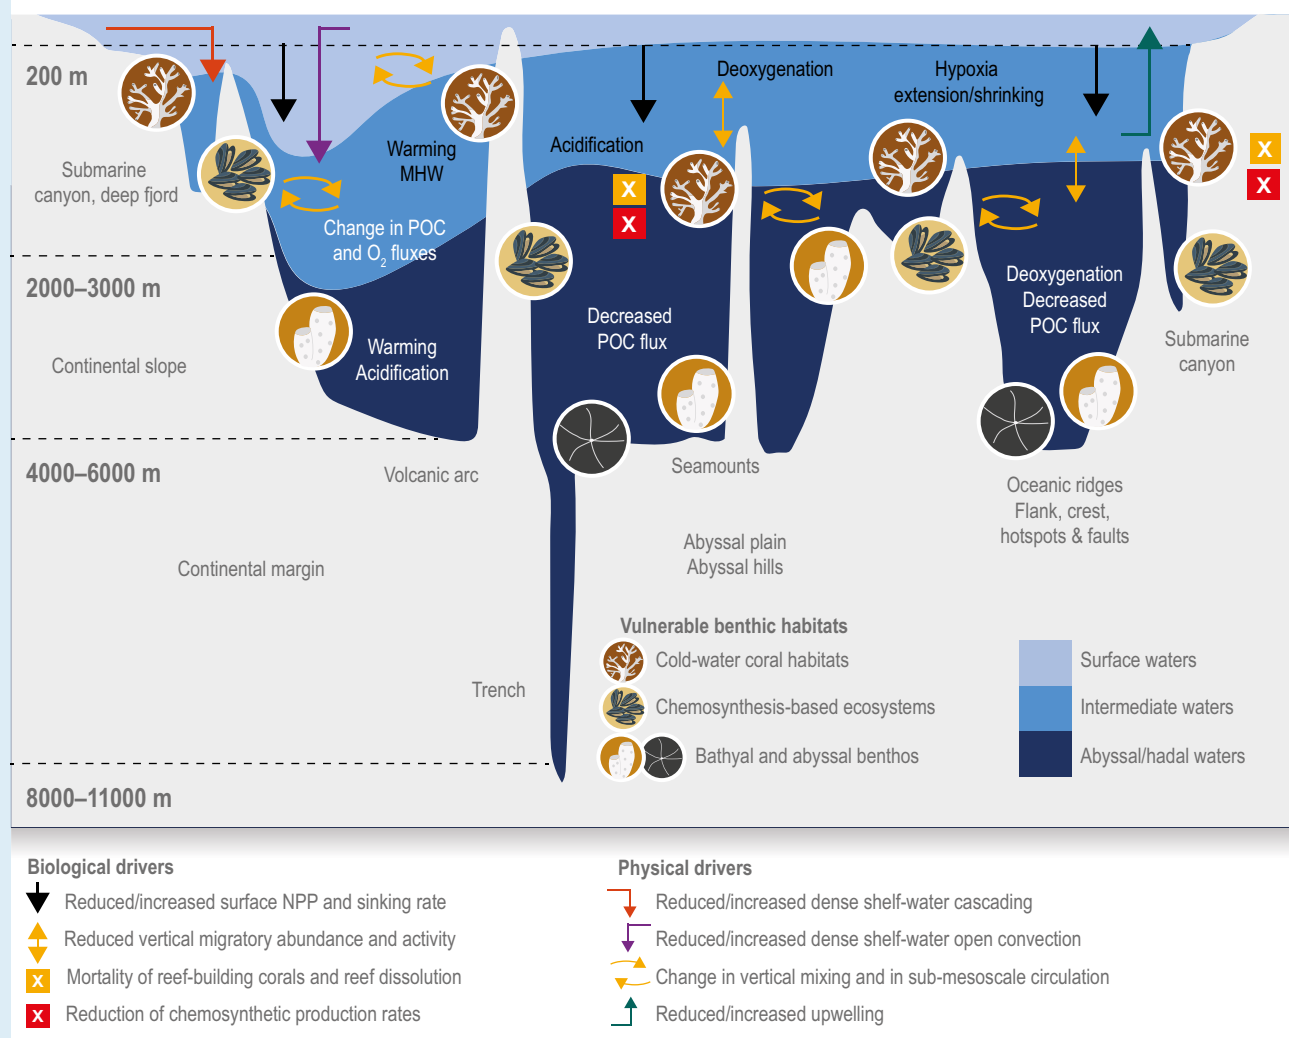 200 m
Deoxygenation
Hypoxia
extension/shrinking
Acidification
Warming
MHW
Submarine
canyon, deep fjord
X
X
X
X
Change in POC
and O2 fluxes
2000–3000 m
Deoxygenation
Decreased
POC flux
Decreased
POC flux
Submarine
canyon
Continental slope
Warming
Acidification
4000–6000 m
Volcanic arc
Seamounts
Oceanic ridges
Flank, crest,
hotspots & faults
Abyssal plain
Abyssal hills
Continental margin
Trench
8000–11000 m
Vulnerable benthic habitats
Cold-water coral habitats
Chemosynthesis-based ecosystems
Bathyal and abyssal benthos
Surface waters
Intermediate waters
Abyssal/hadal waters
Biological drivers
Reduced/increased surface NPP and sinking rate
Reduced vertical migratory abundance and activity
X Mortality of reef-building corals and reef dissolution
X Reduction of chemosynthetic production rates
Physical drivers
Reduced/increased dense shelf-water cascading
Reduced/increased dense shelf-water open convection
Change in vertical mixing and in sub-mesoscale circulation
Reduced/increased upwelling